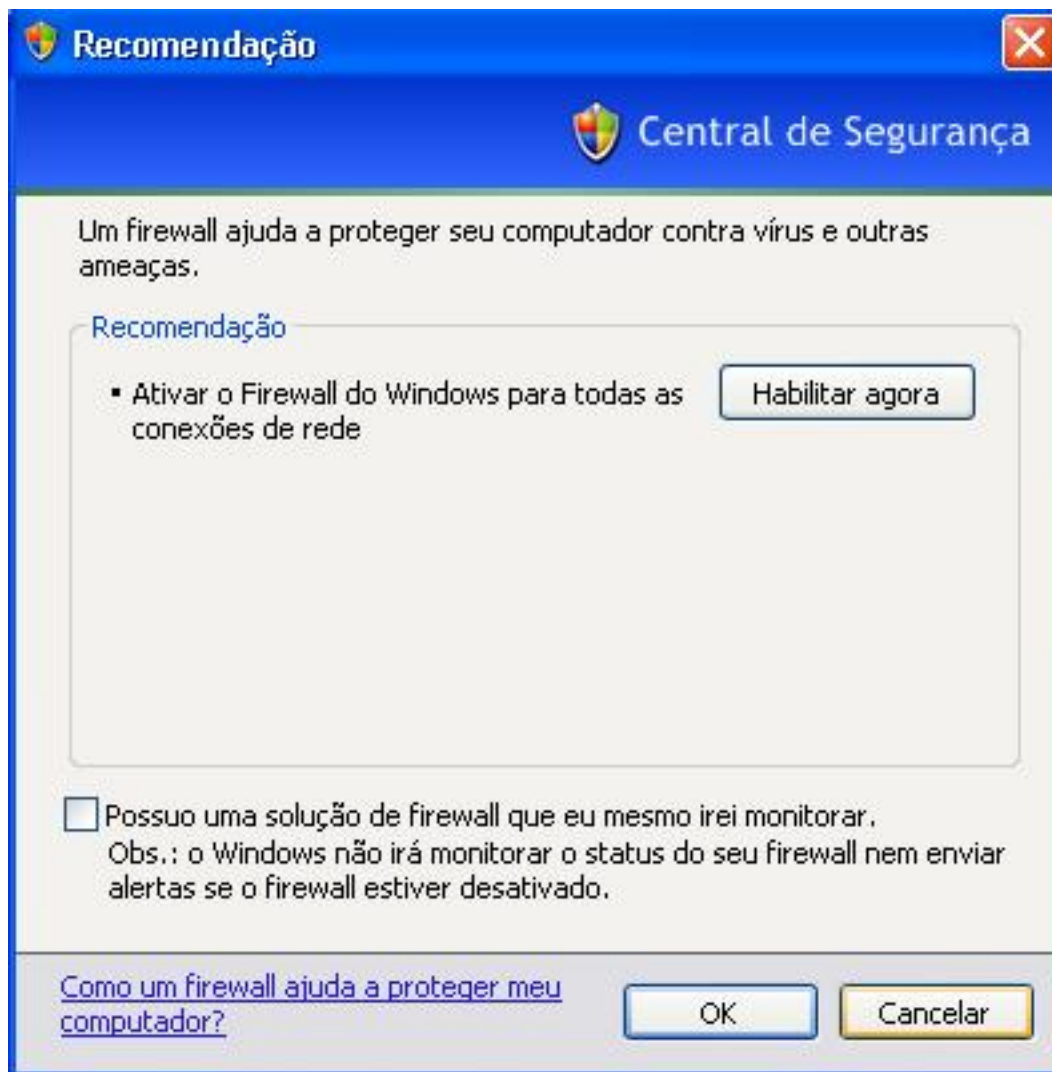 Recomendação
Central de Segurança
Um firewall ajuda a proteger seu computador contra vírus e outras
ameaças.
Recomendação
▪ Ativar o Firewall do Windows para todas as
conexões de rede
Habilitar agora
Possuo uma solução de firewall que eu mesmo irei monitorar.
Obs.: o Windows não irá monitorar o status do seu firewall nem enviar
alertas se o firewall estiver desativado.
Como um firewall ajuda a proteger meu
computador?
OK
Cancelar